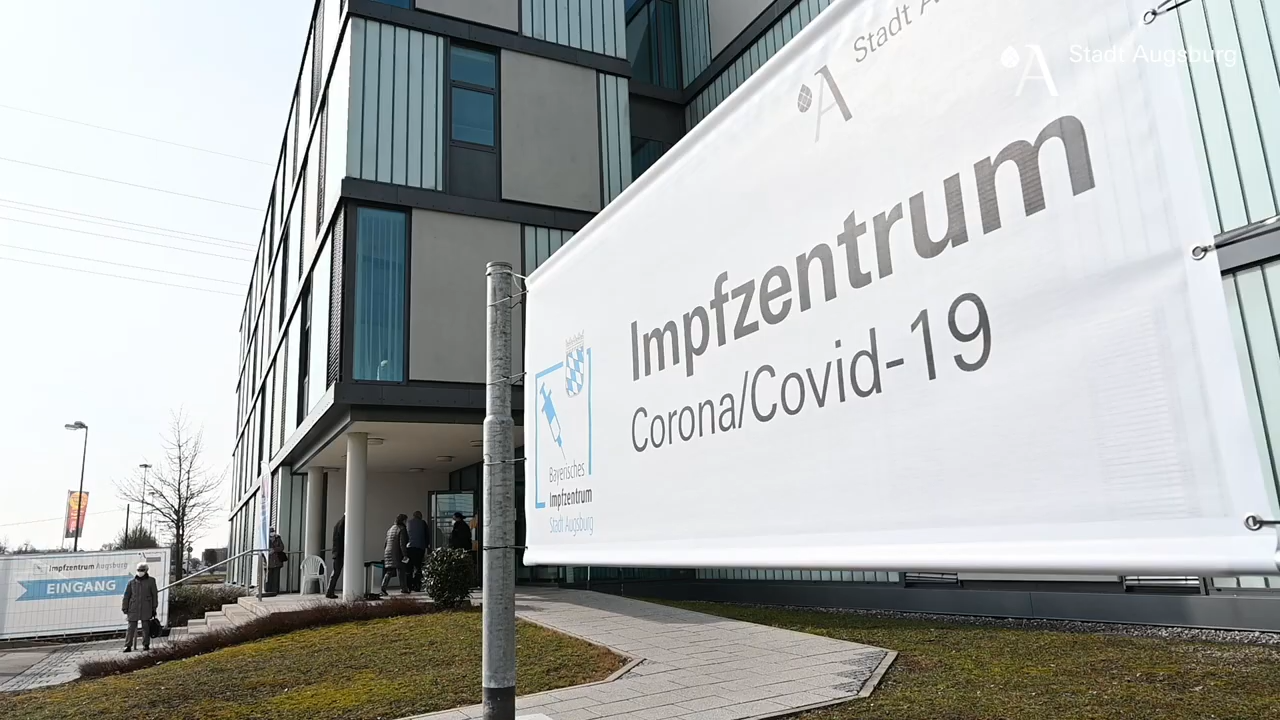 Stadt A
Stadt Augsburg
Impfzentrum
Corona/Covid-19
Bayerisches
Impfzentrum
Stadt Augsburg
Impfzentrum Augsburg
EINGANG